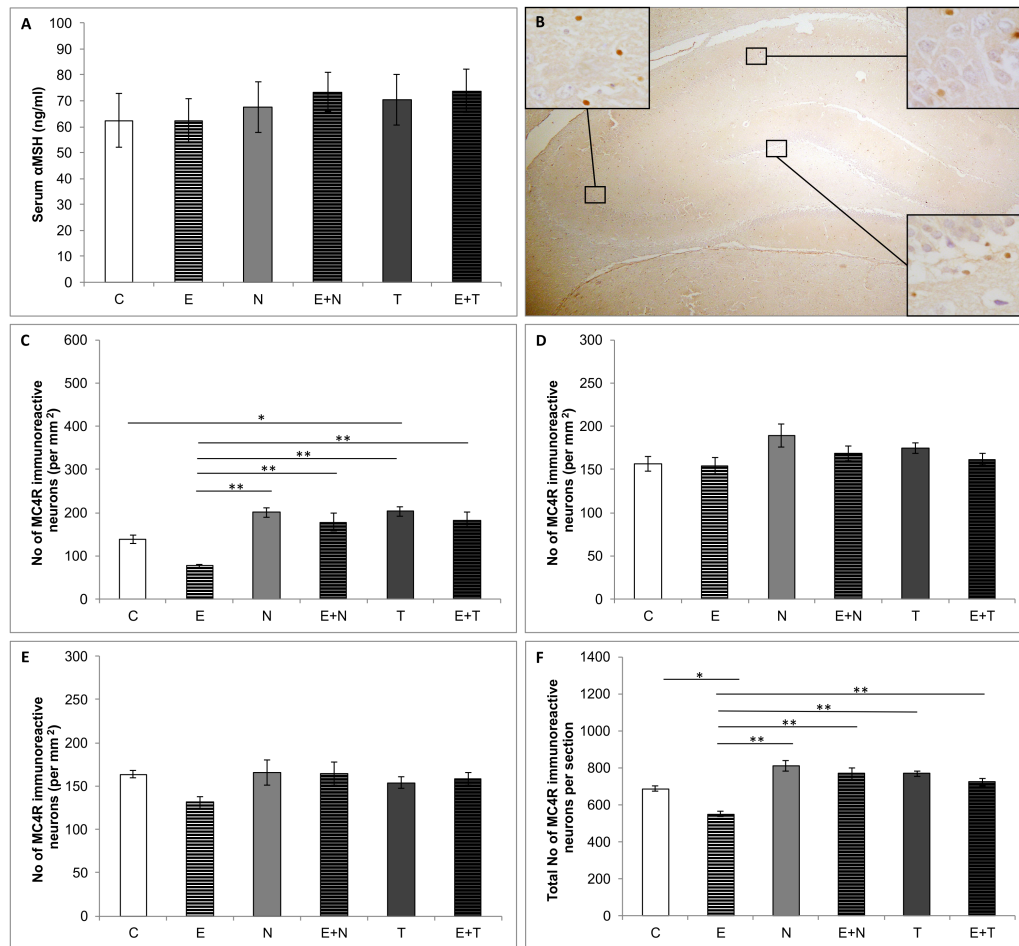 A
Serum αMSH (ng/ml)
100
90
80
70
60
50
40
30
20
10
0
C E N E+N T E+T
B
C
No of MC4R immunoreactive
neurons (per mm²)
600
500
400
300
200
100
0
*
**
**
**
**
C E N E+N T E+T
D
No of MC4R immunoreactive
neurons (per mm²)
300
250
200
150
100
50
0
C E N E+N T E+T
E
No of MC4R immunoreactive
neurons (per mm²)
300
250
200
150
100
50
0
C E N E+N T E+T
F
Total No of MC4R immunoreactive
neurons per section
1400
1200
1000
800
600
400
200
0
*
**
**
**
**
C E N E+N T E+T